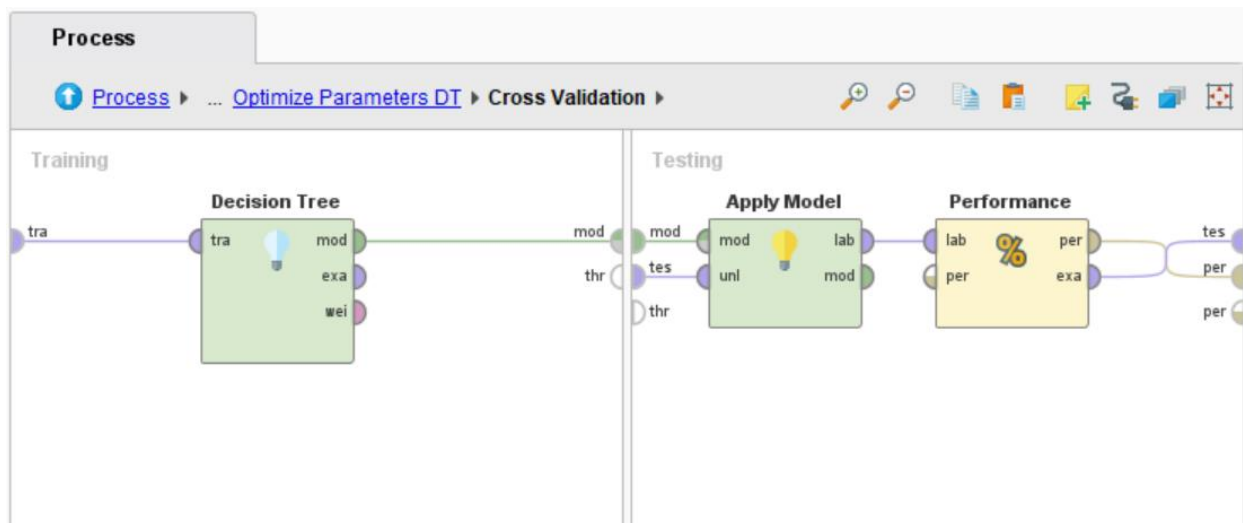 Process
Process ... Optimize Parameters DT Cross Validation
Training
Testing
Decision Tree
Apply Model
Performance
tra
tra
mod
exa
wei
mod
thr
mod
tes
thr
mod
unl
lab
mod
lab
per
%
per
exa
tes
per
per